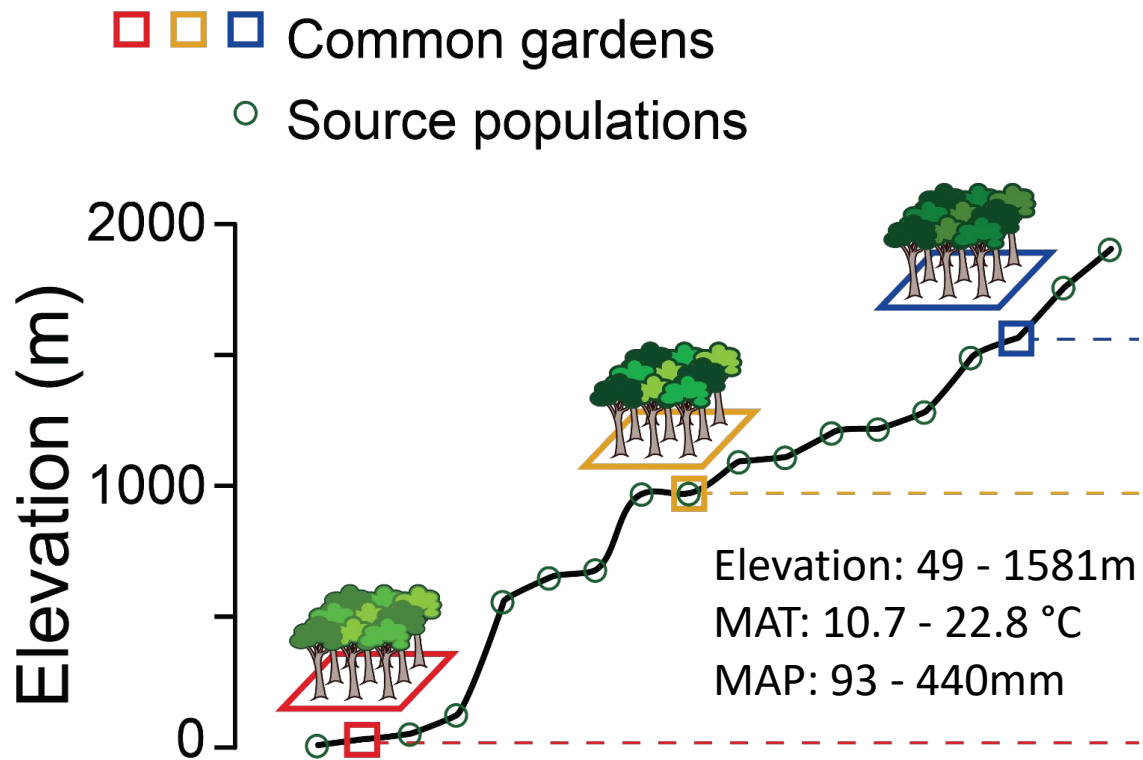 Common gardens
Source populations
Elevation (m)
2000
1000
0
Elevation: 49 - 1581m
MAT: 10.7 - 22.8 °C
MAP: 93 - 440mm